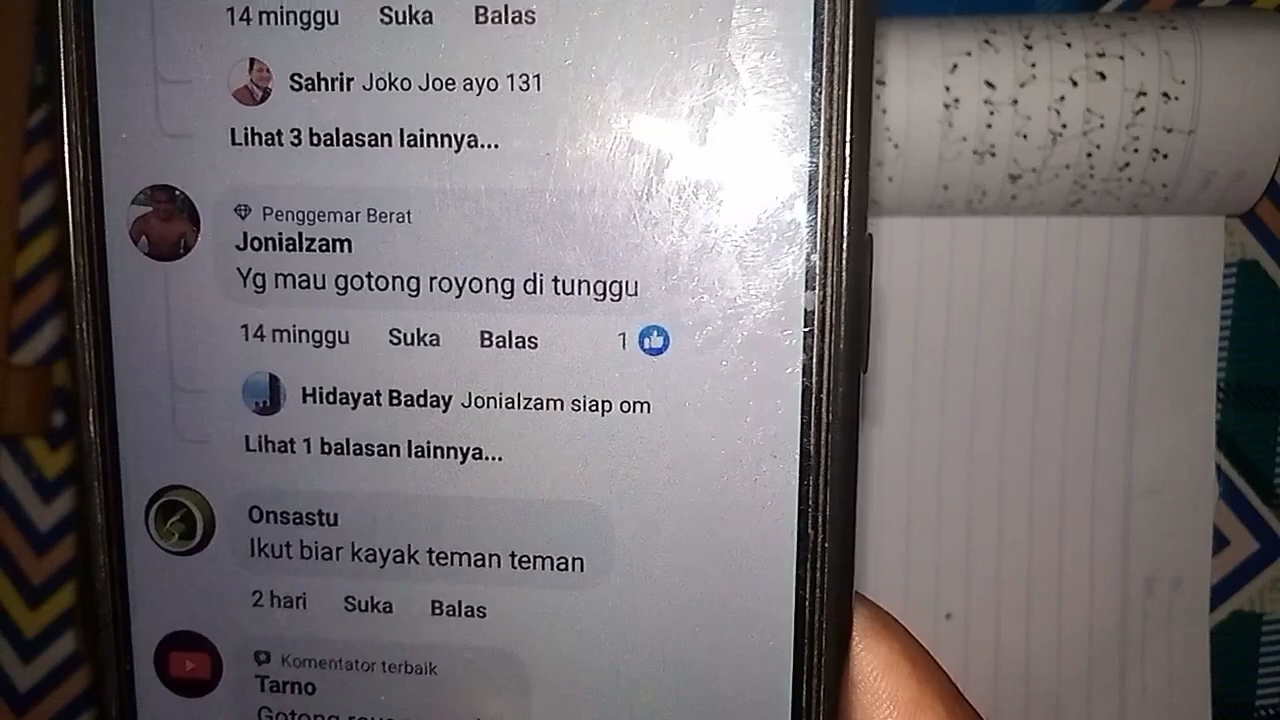 14 minggu Suka Balas
Sahrir Joko Joe ayo 131
Lihat 3 balasan lainnya...
Penggemar Berat
Jonialzam
Yg mau gotong royong di tunggu
14 minggu Suka Balas 1
Hidayat Baday Jonialzam siap om
Lihat 1 balasan lainnya...
Onsastu
Ikut biar kayak teman teman
2 hari Suka Balas
Komentator terbaik
Tarno
Gotong